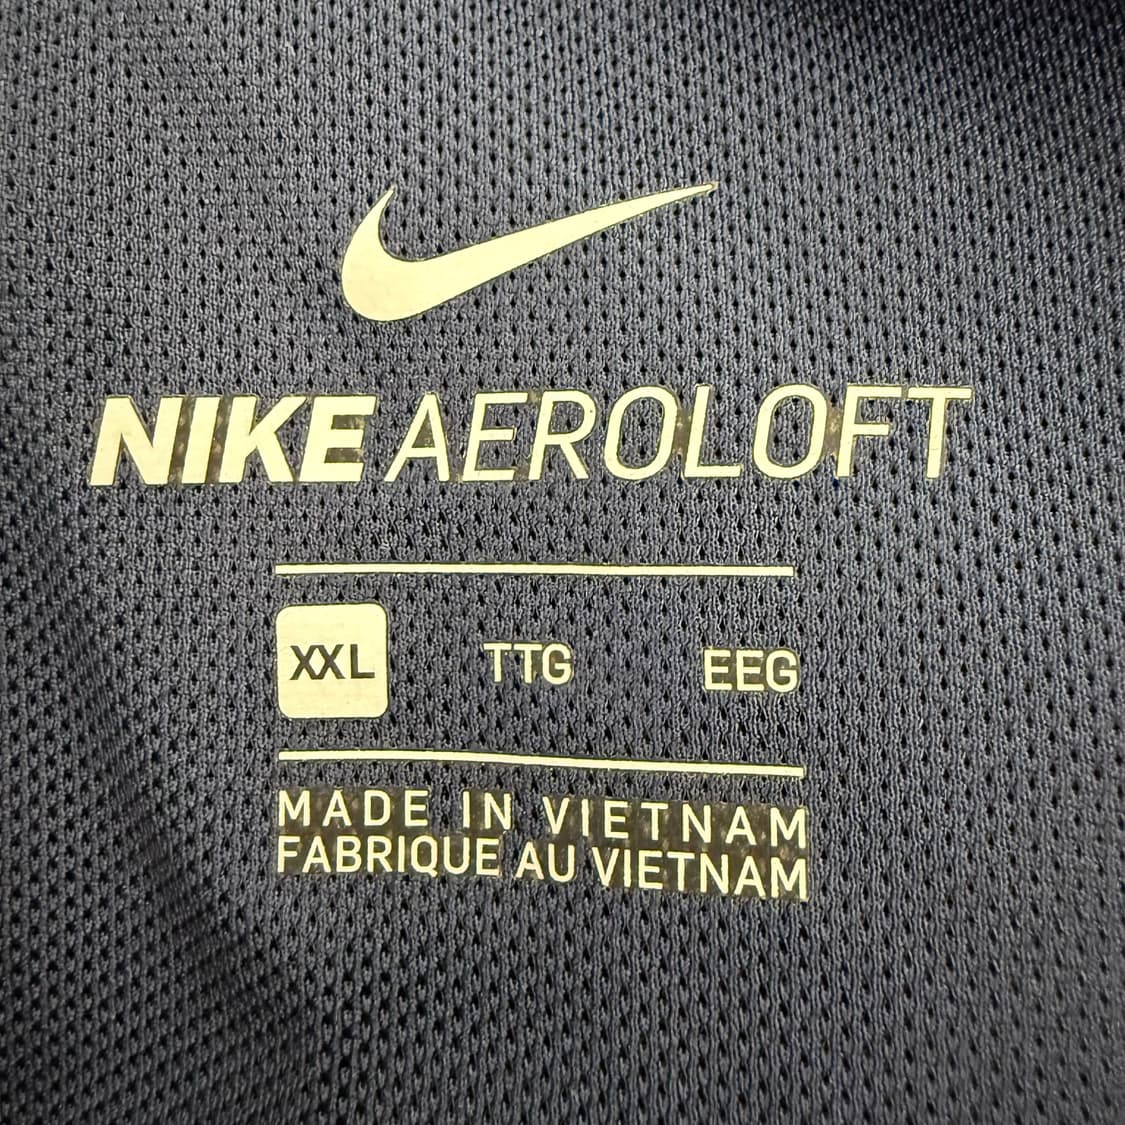 NIKE AEROLOFT
XXL TTG EEG
MADE IN VIETNAM
FABRIQUE AU VIETNAM